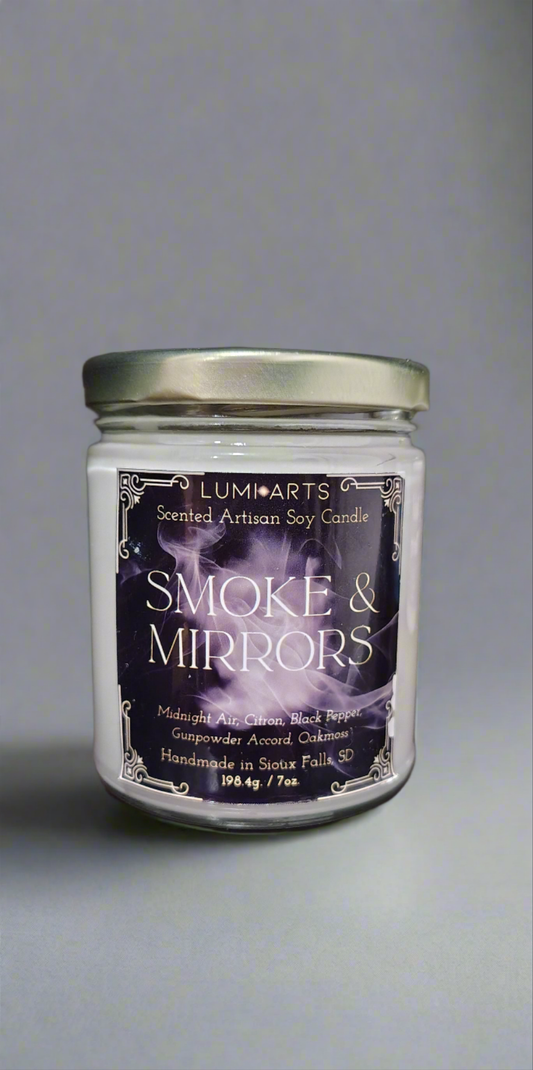 LUMI•ARTS
Scented Artisan Soy Candle
SMOKE &
MIRRORS
Midnight Air, Citron, Black Pepper,
Gunpowder Accord, Oakmoss
Handmade in Sioux Falls, SD
198.4g. / 7oz.